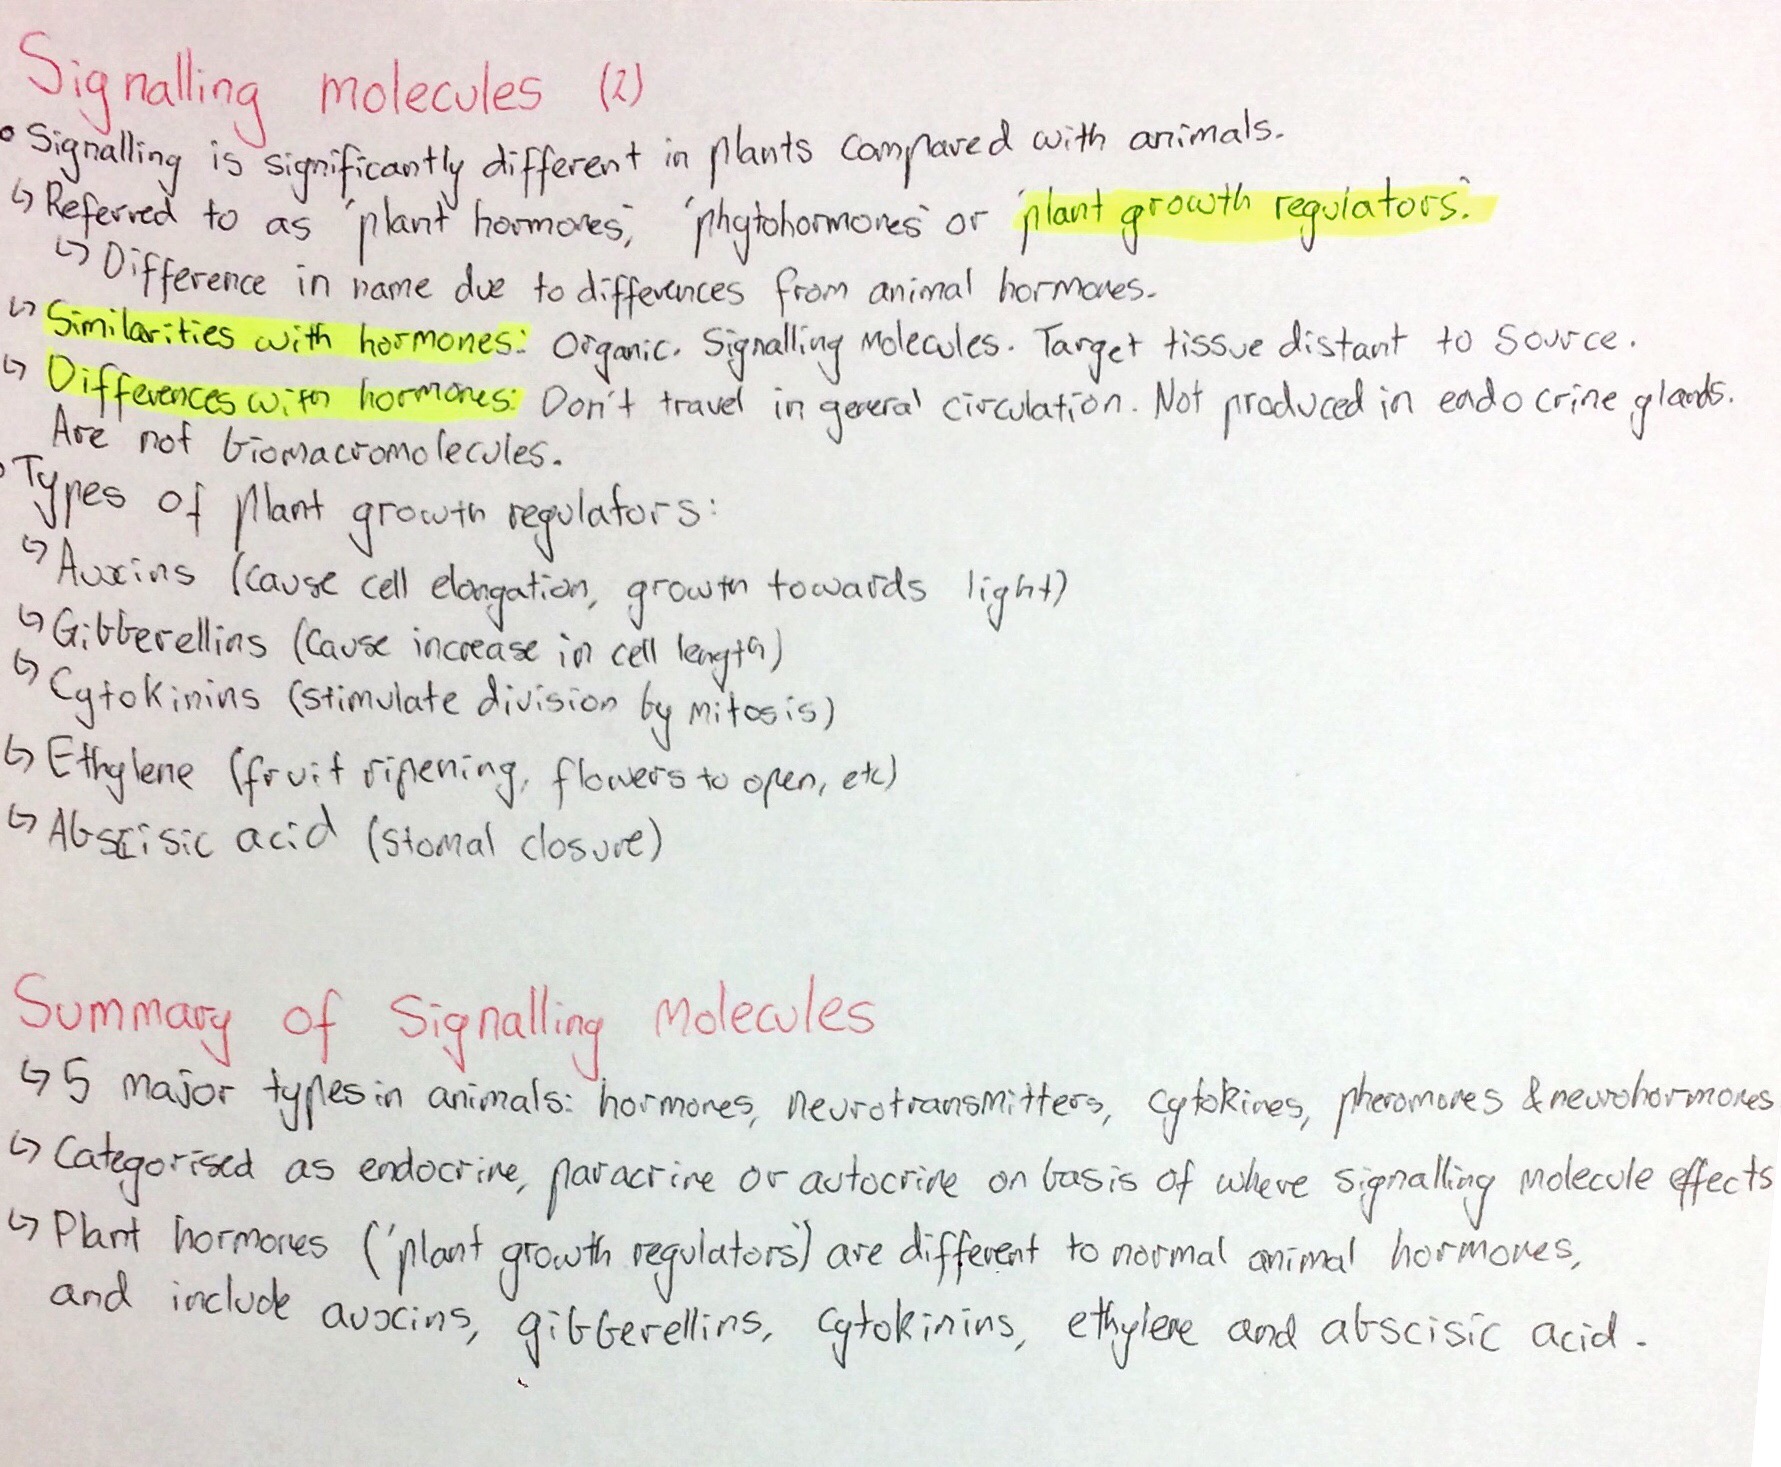 Signalling molecules (2)
• Signalling is significantly different in plants compared with animals.
↳ Referred to as 'plant hormones', 'phytohormones' or 'plant growth regulators'.
↳ Difference in name due to differences from animal hormones.
↳ Similarities with hormones: Organic. Signalling Molecules. Target tissue distant to source.
↳ Differences with hormones: Don't travel in general circulation. Not produced in endocrine glands.
Are not biomacromolecules.
• Types of plant growth regulators:
↳ Auxins (cause cell elongation, growth towards light)
↳ Gibberellins (cause increase in cell length)
↳ Cytokinins (stimulate division by mitosis)
↳ Ethylene (fruit ripening, flowers to open, etc)
↳ Abscisic acid (stomal closure)
Summary of Signalling Molecules
↳ 5 major types in animals: hormones, neurotransmitters, cytokines, pheromones & neurohormones
↳ Categorised as endocrine, paracrine or autocrine on basis of where signalling molecule effects
↳ Plant hormones ('plant growth regulators') are different to normal animal hormones,
and include auxins, gibberellins, cytokinins, ethylene and abscisic acid.